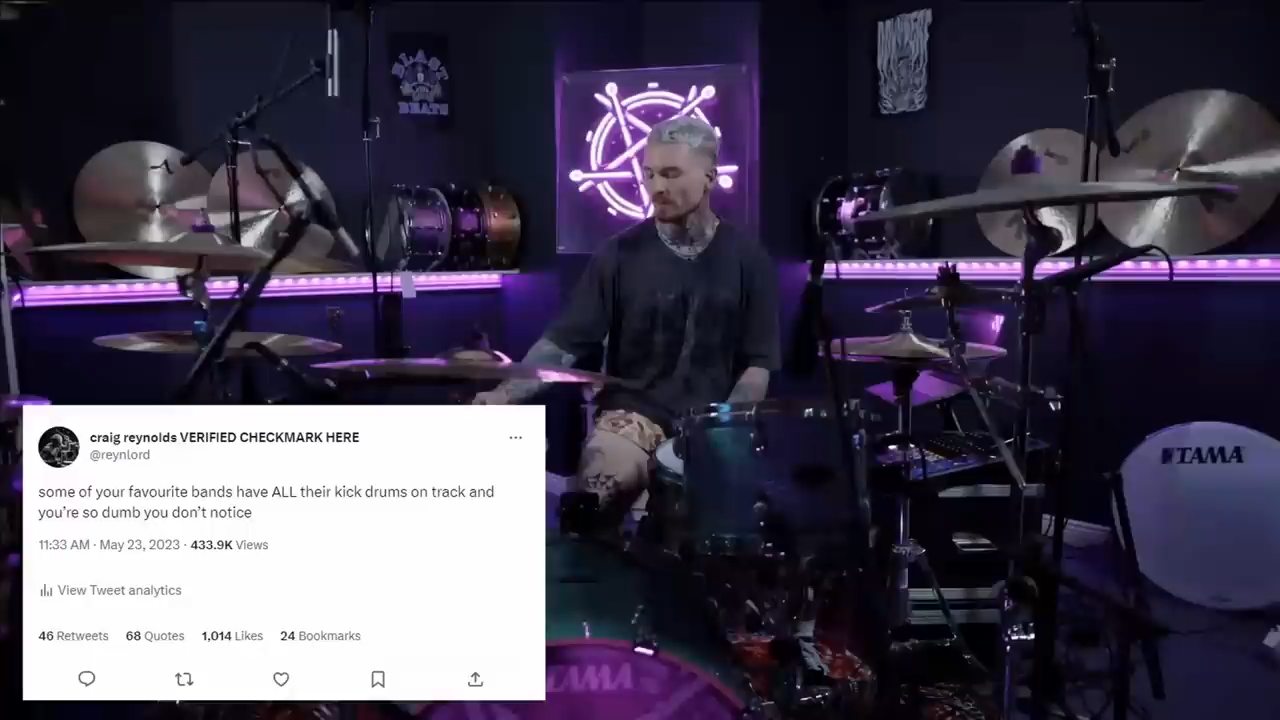 BLAST
BEATS
TAMA
craig reynolds VERIFIED CHECKMARK HERE
@reynlord
some of your favourite bands have ALL their kick drums on track and
you're so dumb you don't notice
11:33 AM · May 23, 2023 · 433.9K Views
View Tweet analytics
46 Retweets 68 Quotes 1,014 Likes 24 Bookmarks
TAMA